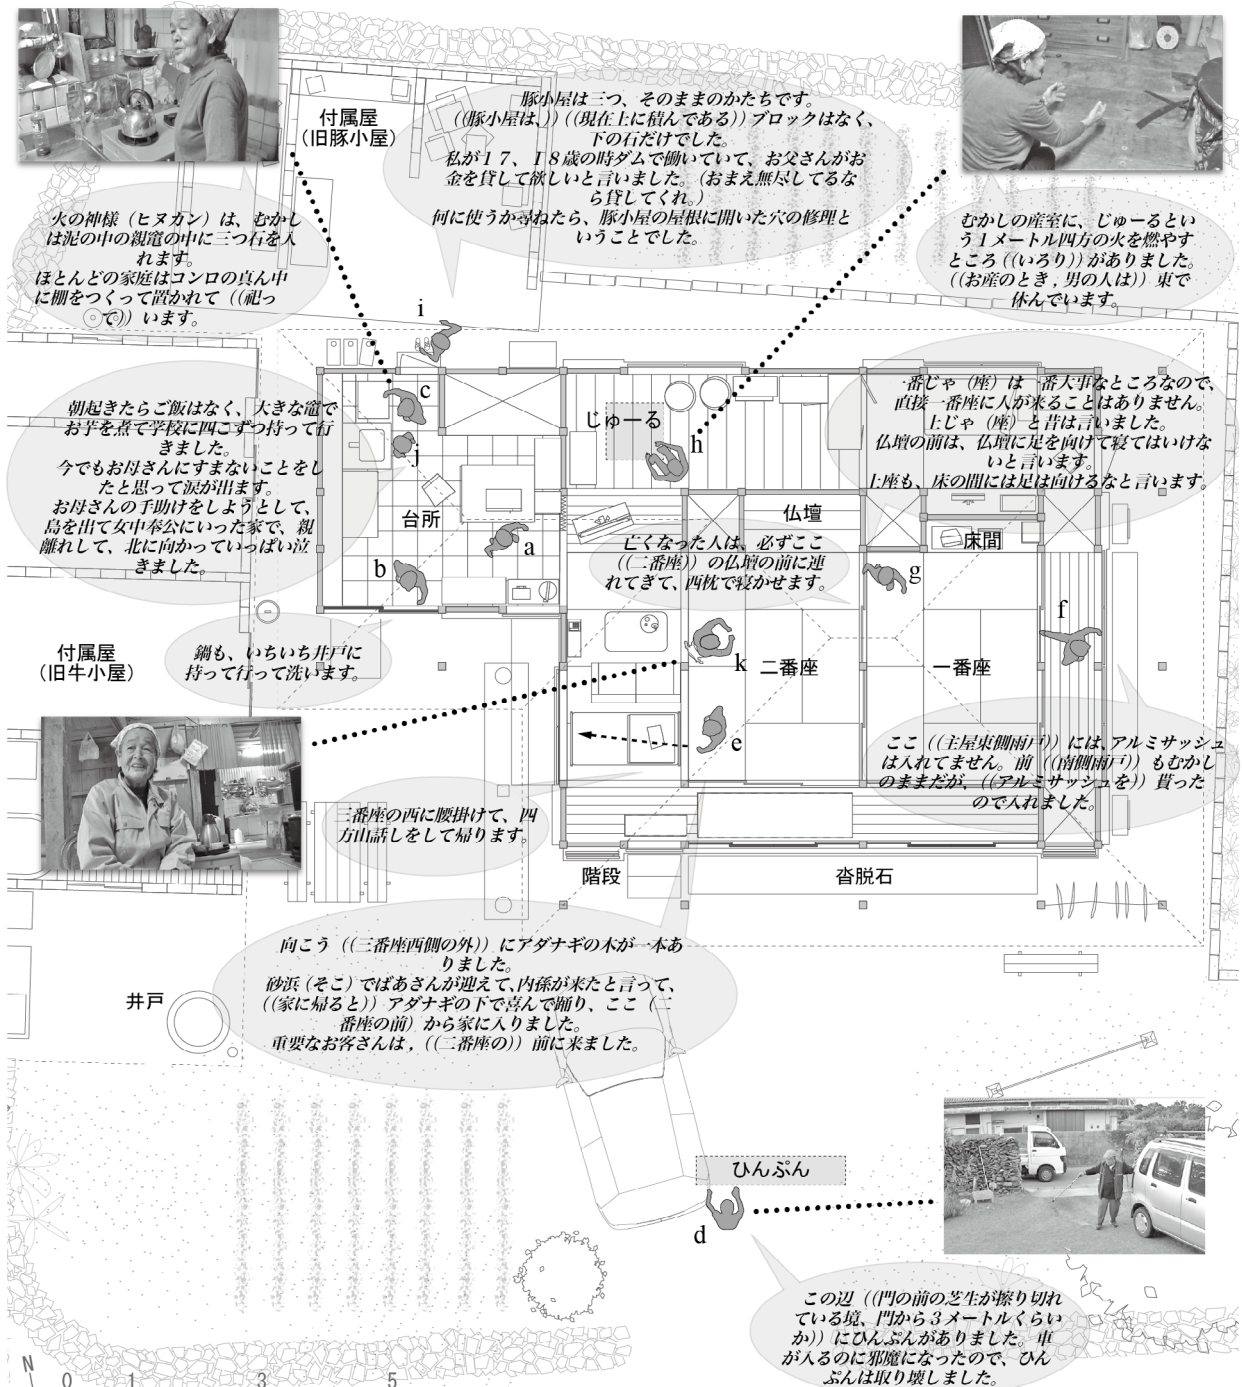 付属屋
(旧豚小屋)
豚小屋は三つ、そのままのかたちです。
((豚小屋は、))((現在上に積んである))ブロックはなく、
下の石だけでした。
私が１７、１８歳の時ダムで働いていて、お父さんがお
金を貸して欲しいと言いました。(おまえ無尽してるな
ら貸してくれ。)
何に使うか尋ねたら、豚小屋の屋根に開いた穴の修理と
いうことでした。
火の神様（ヒヌカン）は、むかし
は泥の中の親竃の中に三つ石を入
れます。
ほとんどの家庭はコンロの真ん中
に棚をつくって置かれて((祀っ
て))います。
むかしの産室に、じゅーるとい
う１メートル四方の火を燃やす
ところ((いろり))がありました。
((お産のとき，男の人は))東で
休んでいます。
i
朝起きたらご飯はなく、大きな竃で
お芋を煮て学校に四こずつ持って行
きました。
今でもお母さんにすまないことをし
たと思って涙が出ます。
お母さんの手助けをしようとして、
島を出て女中奉公にいった家で、親
離れして、北に向かっていっぱい泣
きました。
c
j
台所
a
b
じゅーる
h
一番じゃ（座）は一番大事なところなので、
直接一番座に人が来ることはありません。
上じゃ（座）と昔は言いました。
仏壇の前は、仏壇に足を向けて寝てはいけな
いと言います。
上座も、床の間には足は向けるなと言います。
仏壇
床間
亡くなった人は、必ずここ
((二番座))の仏壇の前に連
れてきて、西枕で寝かせます。
g
f
付属屋
(旧牛小屋)
鍋も、いちいち井戸に
持って行って洗います。
k
二番座
一番座
e
ここ((主屋東側雨戸))には、アルミサッシュ
は入れてません。前((南側雨戸))もむかし
のままだが、((アルミサッシュを))貰った
ので入れました。
三番座の西に腰掛けて、四
方山話しをして帰ります。
階段
沓脱石
向こう((三番座西側の外))にアダナギの木が一本あ
りました。
砂浜（そこ）でばあさんが迎えて、内孫が来たと言って、
((家に帰ると))アダナギの下で喜んで踊り、ここ（二
番座の前）から家に入りました。
重要なお客さんは，((二番座の))前に来ました。
井戸
ひんぷん
d
この辺((門の前の芝生が擦り切れ
ている境、門から３メートルくらい
か))にひんぷんがありました。車
が入るのに邪魔になったので、ひん
ぷんは取り壊しました。
N
0 1 3 5